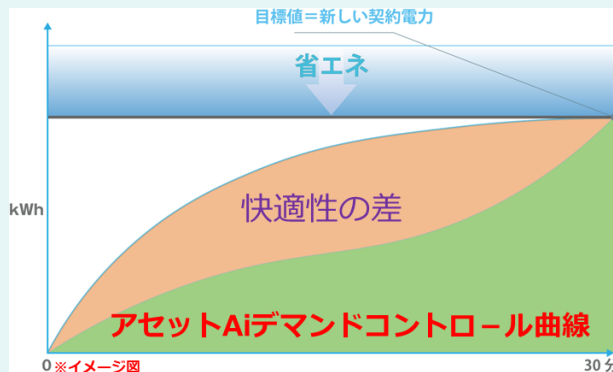 目標値＝新しい契約電力
省エネ
kWh
快適性の差
アセットAiデマンドコントロール曲線
0 ※イメージ図
30 分